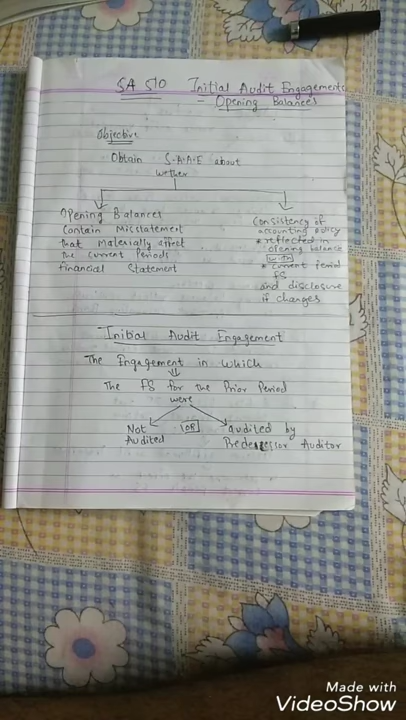 SA 510 Initial Audit Engagements
- Opening Balances
Objective
Obtain S.A.A.E about
wether
Opening Balances
Contain Misstatement
that materially affect
the current Periods
financial Statement
Consistency of
accounting policy
* reflected in
opening balance
with
* current period
FS
and disclosure
if changes
Initial Audit Engagement
The Engagement in which
The FS for the Prior Period
were
Not
Audited
OR
audited by
Predessesor Auditor
Made with
VideoShow